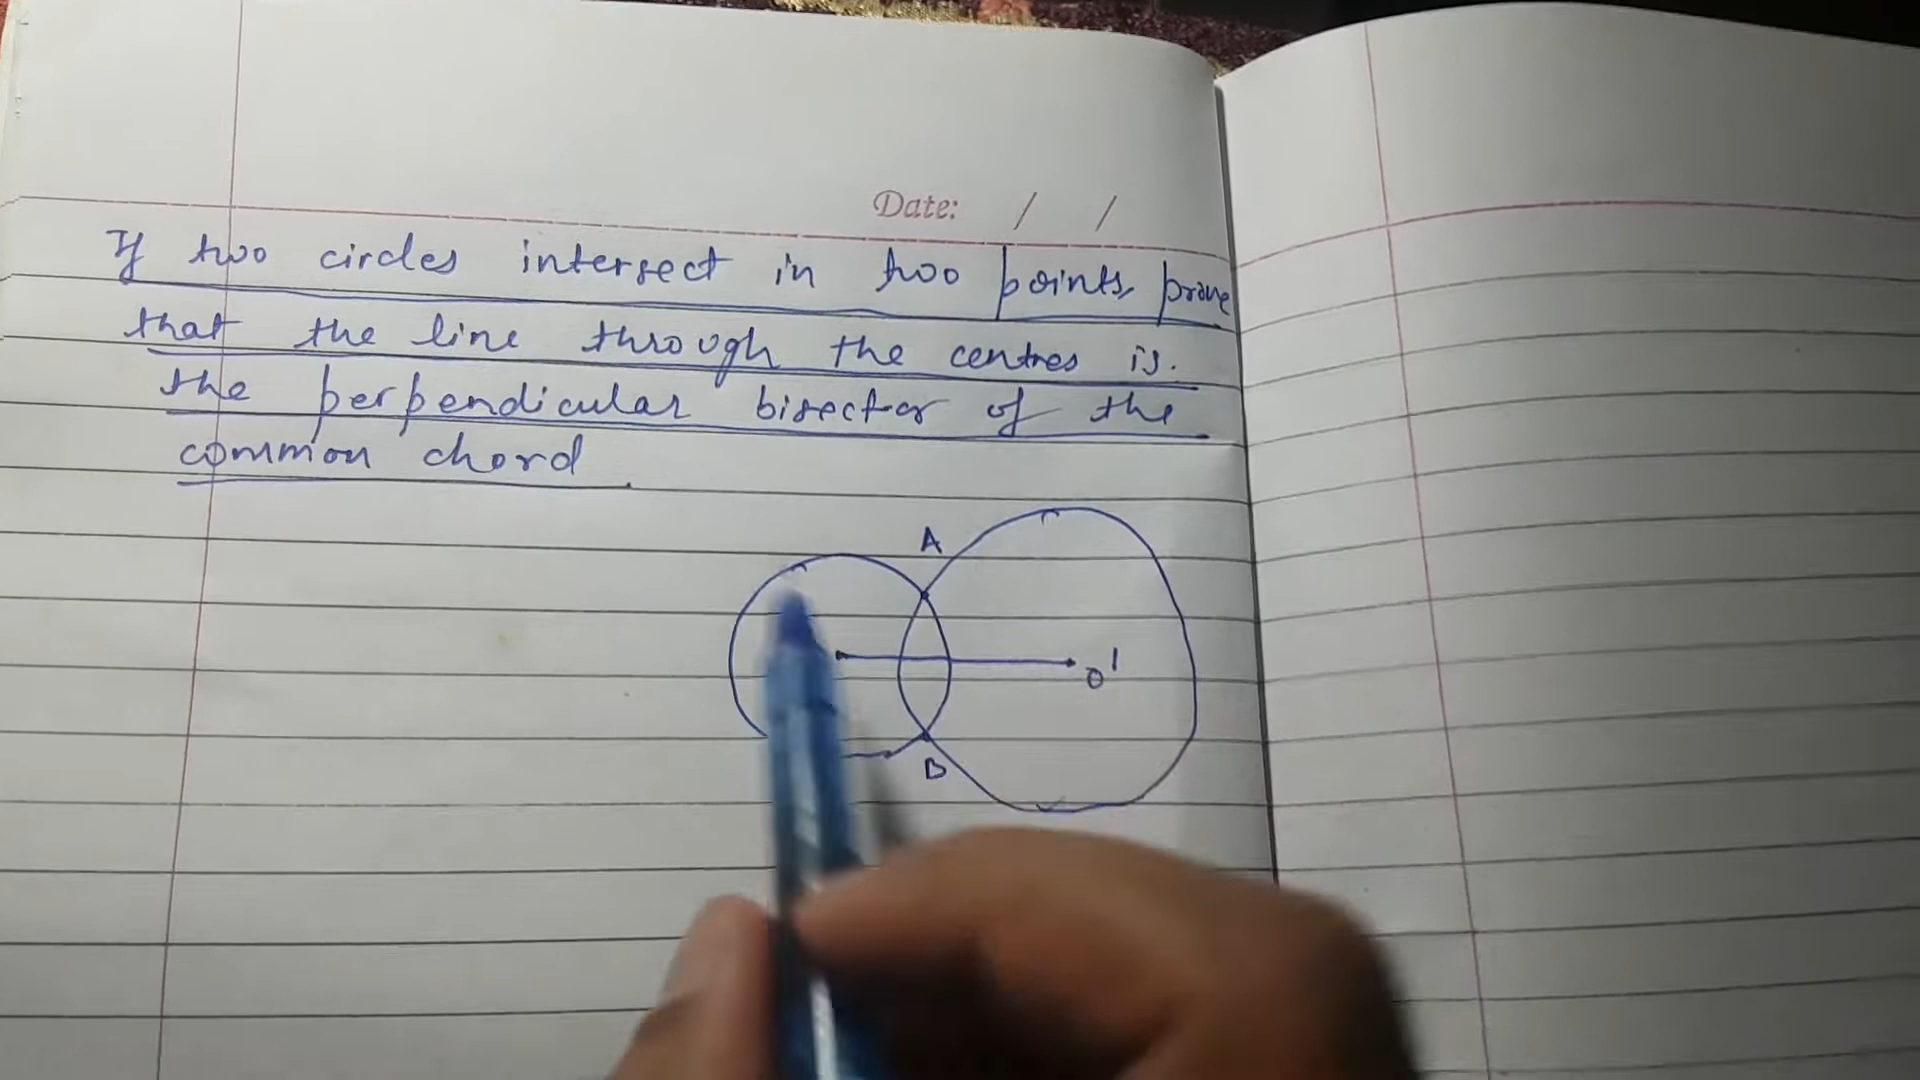 Date: / /
If two circles intersect in two points, prove
that the line through the centres is.
the perpendicular bisector of the
common chord.
A
O'
B